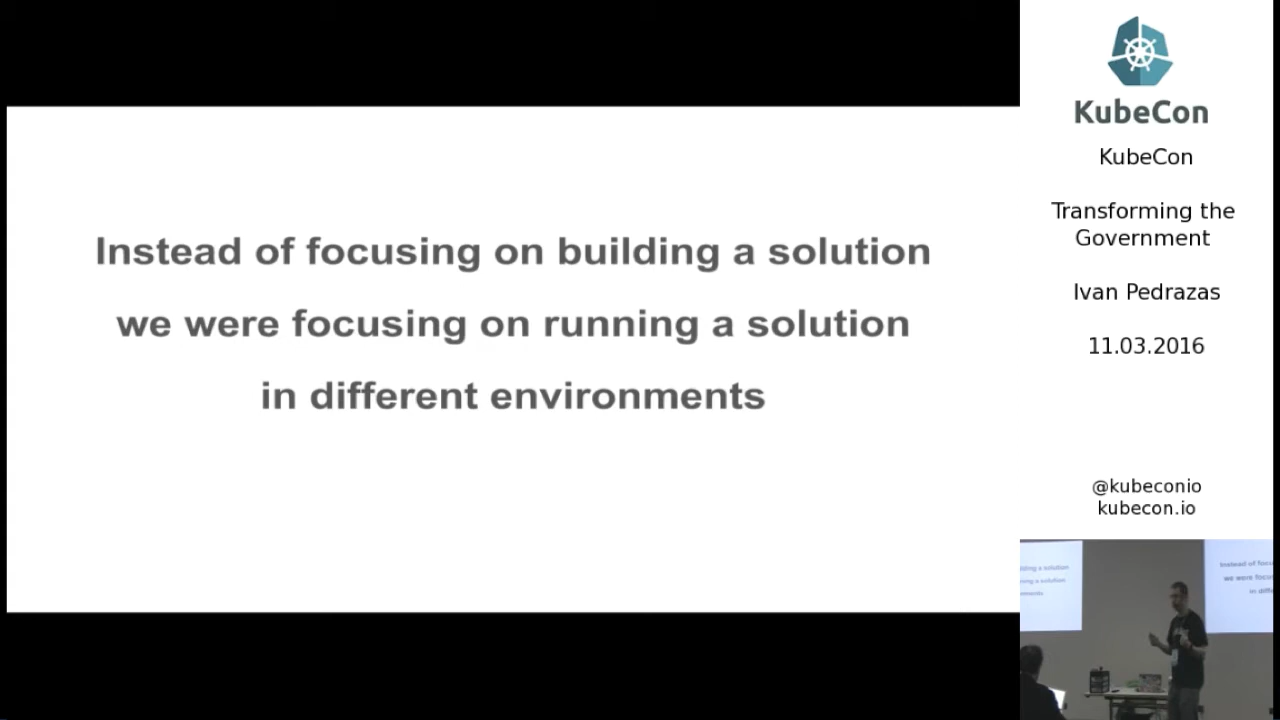 Instead of focusing on building a solution
we were focusing on running a solution
in different environments
KubeCon
KubeCon
Transforming the
Government
Ivan Pedrazas
11.03.2016
@kubeconio
kubecon.io